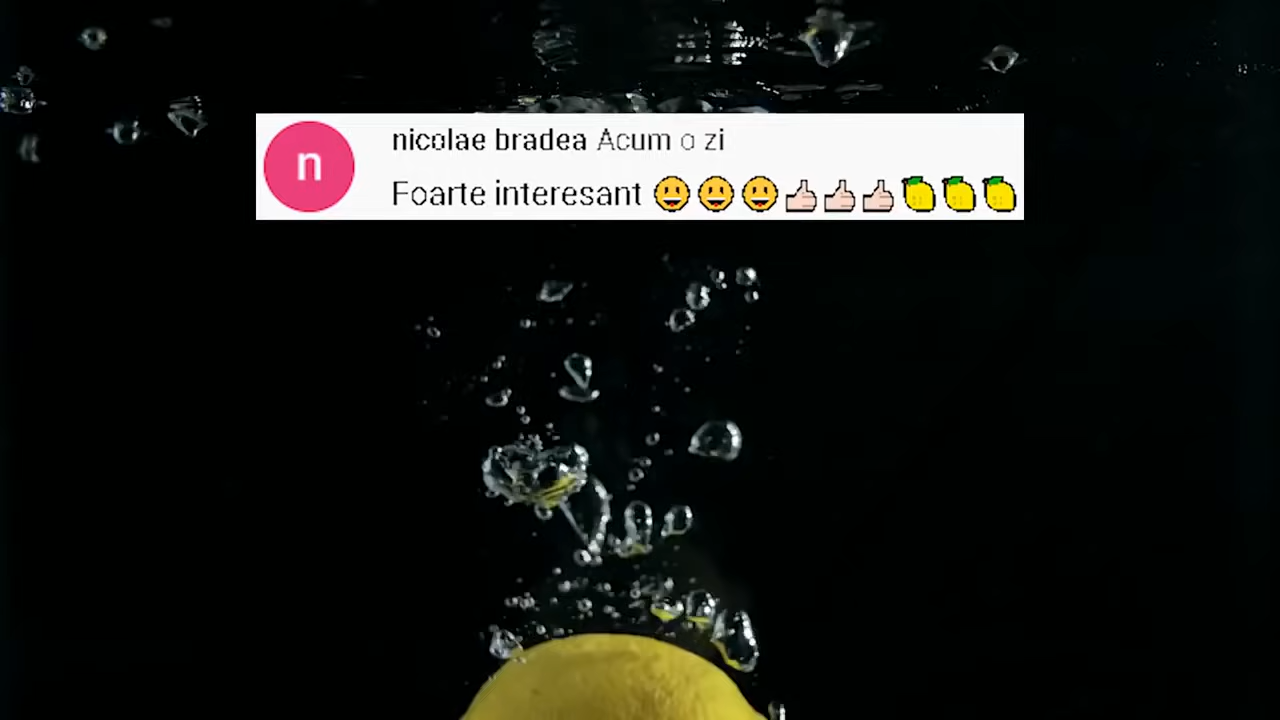 n
nicolae bradea Acum o zi
Foarte interesant 😀😀😀👍🏻👍🏻👍🏻🍋🍋🍋